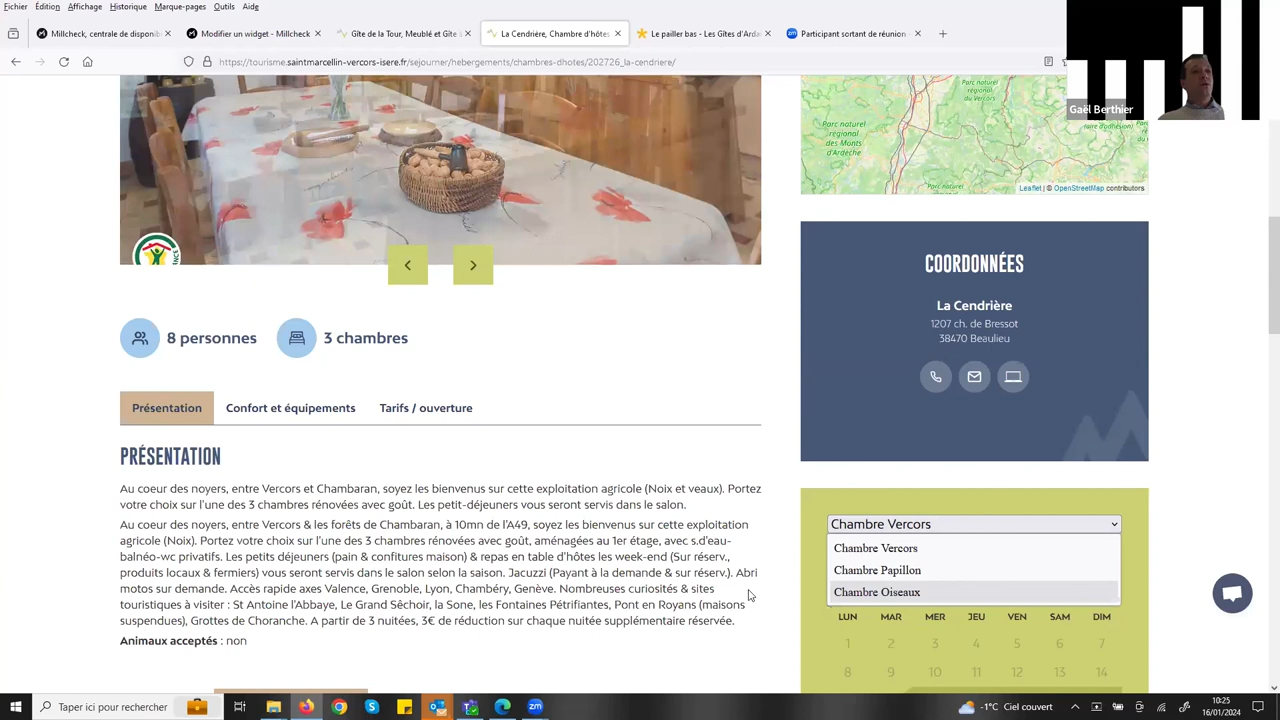 Fichier Édition Affichage Historique Marque-pages Outils Aide
Millcheck, centrale de disponib
Modifier un widget - Millcheck
Gîte de la Tour, Meublé et Gîte
La Cendrière, Chambre d'hôtes
Le pailler bas - Les Gîtes d'Arda
Participant sortant de réunion -
https://tourisme.saintmarcellin-vercors-isere.fr/sejourner/hebergements/chambres-dhotes/202726_la-cendriere/
Gaël Berthier
Parc naturel
régional
du Vercors
Parc naturel
régional
des Monts
d'Ardèche
Parc naturel
Leaflet | © OpenStreetMap contributors
COORDONNÉES
La Cendrière
1207 ch. de Bressot
38470 Beaulieu
8 personnes
3 chambres
Présentation
Confort et équipements
Tarifs / ouverture
PRÉSENTATION
Au coeur des noyers, entre Vercors et Chambaran, soyez les bienvenus sur cette exploitation agricole (Noix et veaux). Portez
votre choix sur l'une des 3 chambres rénovées avec goût. Les petit-déjeuners vous seront servis dans le salon.
Au coeur des noyers, entre Vercors & les forêts de Chambaran, à 10mn de l'A49, soyez les bienvenus sur cette exploitation
agricole (Noix). Portez votre choix sur l'une des 3 chambres rénovées avec goût, aménagées au 1er étage, avec s.d'eau-
balnéo-wc privatifs. Les petits déjeuners (pain & confitures maison) & repas en table d'hôtes les week-end (Sur réserv.,
produits locaux & fermiers) vous seront servis dans le salon selon la saison. Jacuzzi (Payant à la demande & sur réserv.). Abri
motos sur demande. Accès rapide axes Valence, Grenoble, Lyon, Chambéry, Genève. Nombreuses curiosités & sites
touristiques à visiter : St Antoine l'Abbaye, Le Grand Sêchoir, la Sone, les Fontaines Pétrifiantes, Pont en Royans (maisons
suspendues), Grottes de Choranche. A partir de 3 nuitées, 3€ de réduction sur chaque nuitée supplémentaire réservée.
Animaux acceptés : non
Chambre Vercors
Chambre Vercors
Chambre Papillon
Chambre Oiseaux
LUN MAR MER JEU VEN SAM DIM
1 2 3 4 5 6 7
8 9 10 11 12 13 14
Taper ici pour rechercher
-1°C Ciel couvert
10:25
16/01/2024